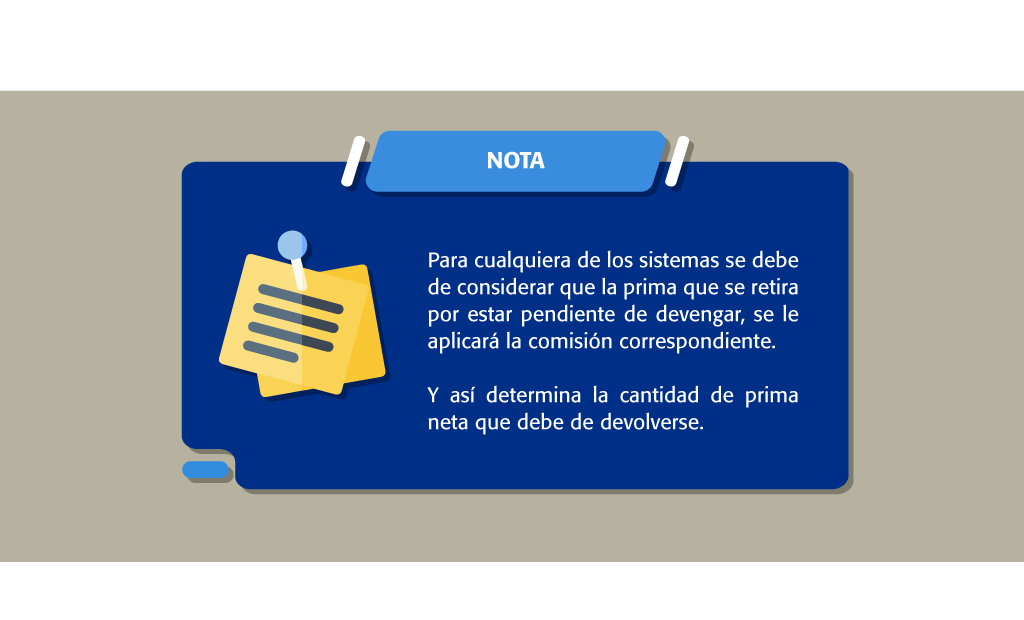 NOTA
Para cualquiera de los sistemas se debe
de considerar que la prima que se retira
por estar pendiente de devengar, se le
aplicará la comisión correspondiente.
Y así determina la cantidad de prima
neta que debe de devolverse.